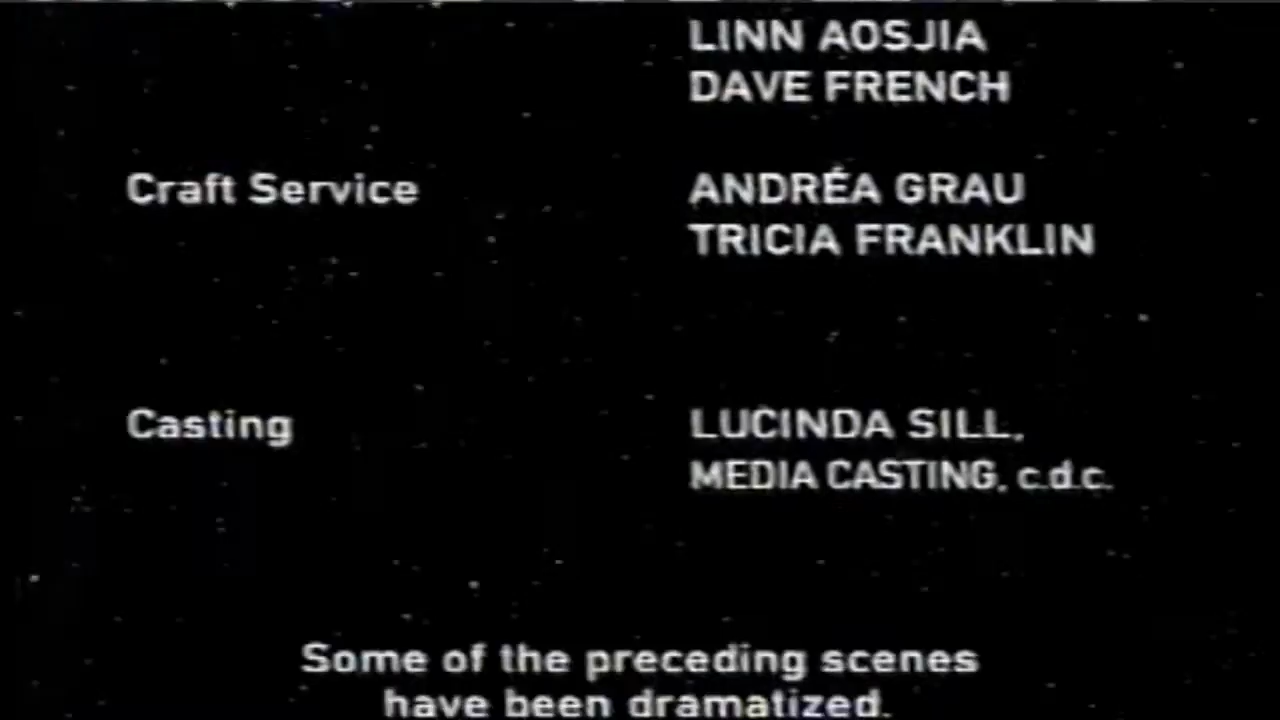 LINN AOSJIA
DAVE FRENCH
Craft Service ANDRÉA GRAU
TRICIA FRANKLIN
Casting LUCINDA SILL,
MEDIA CASTING, c.d.c.
Some of the preceding scenes
have been dramatized.